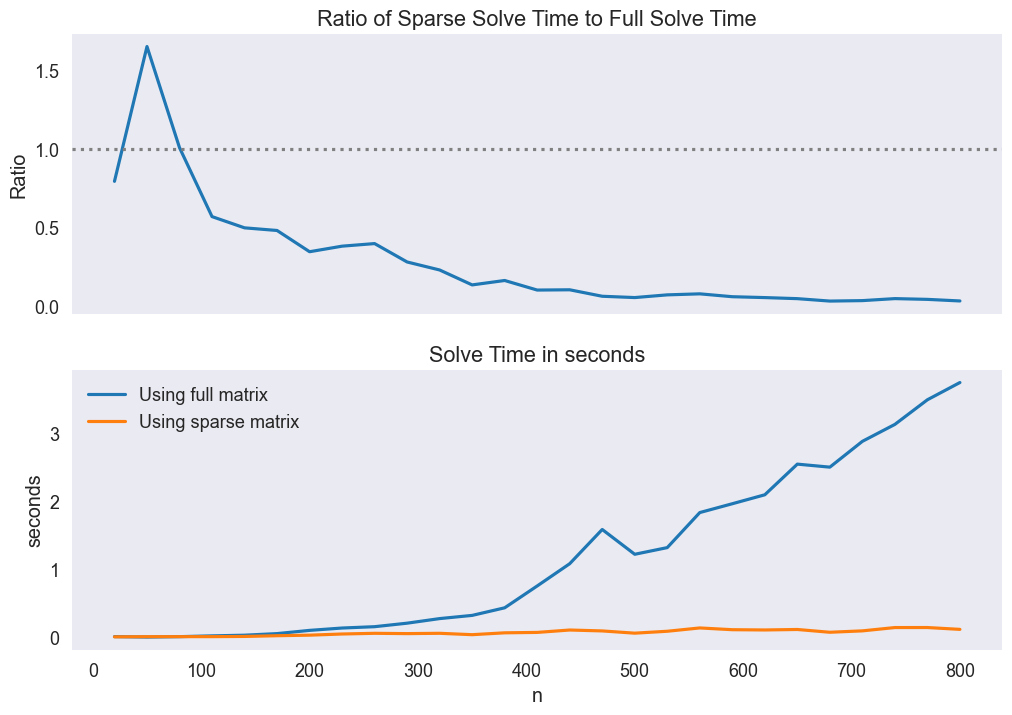 Ratio of Sparse Solve Time to Full Solve Time
1.5
1.0
0.5
0.0
Ratio
Solve Time in seconds
Using full matrix
Using sparse matrix
3
2
1
0
seconds
0 100 200 300 400 500 600 700 800
n